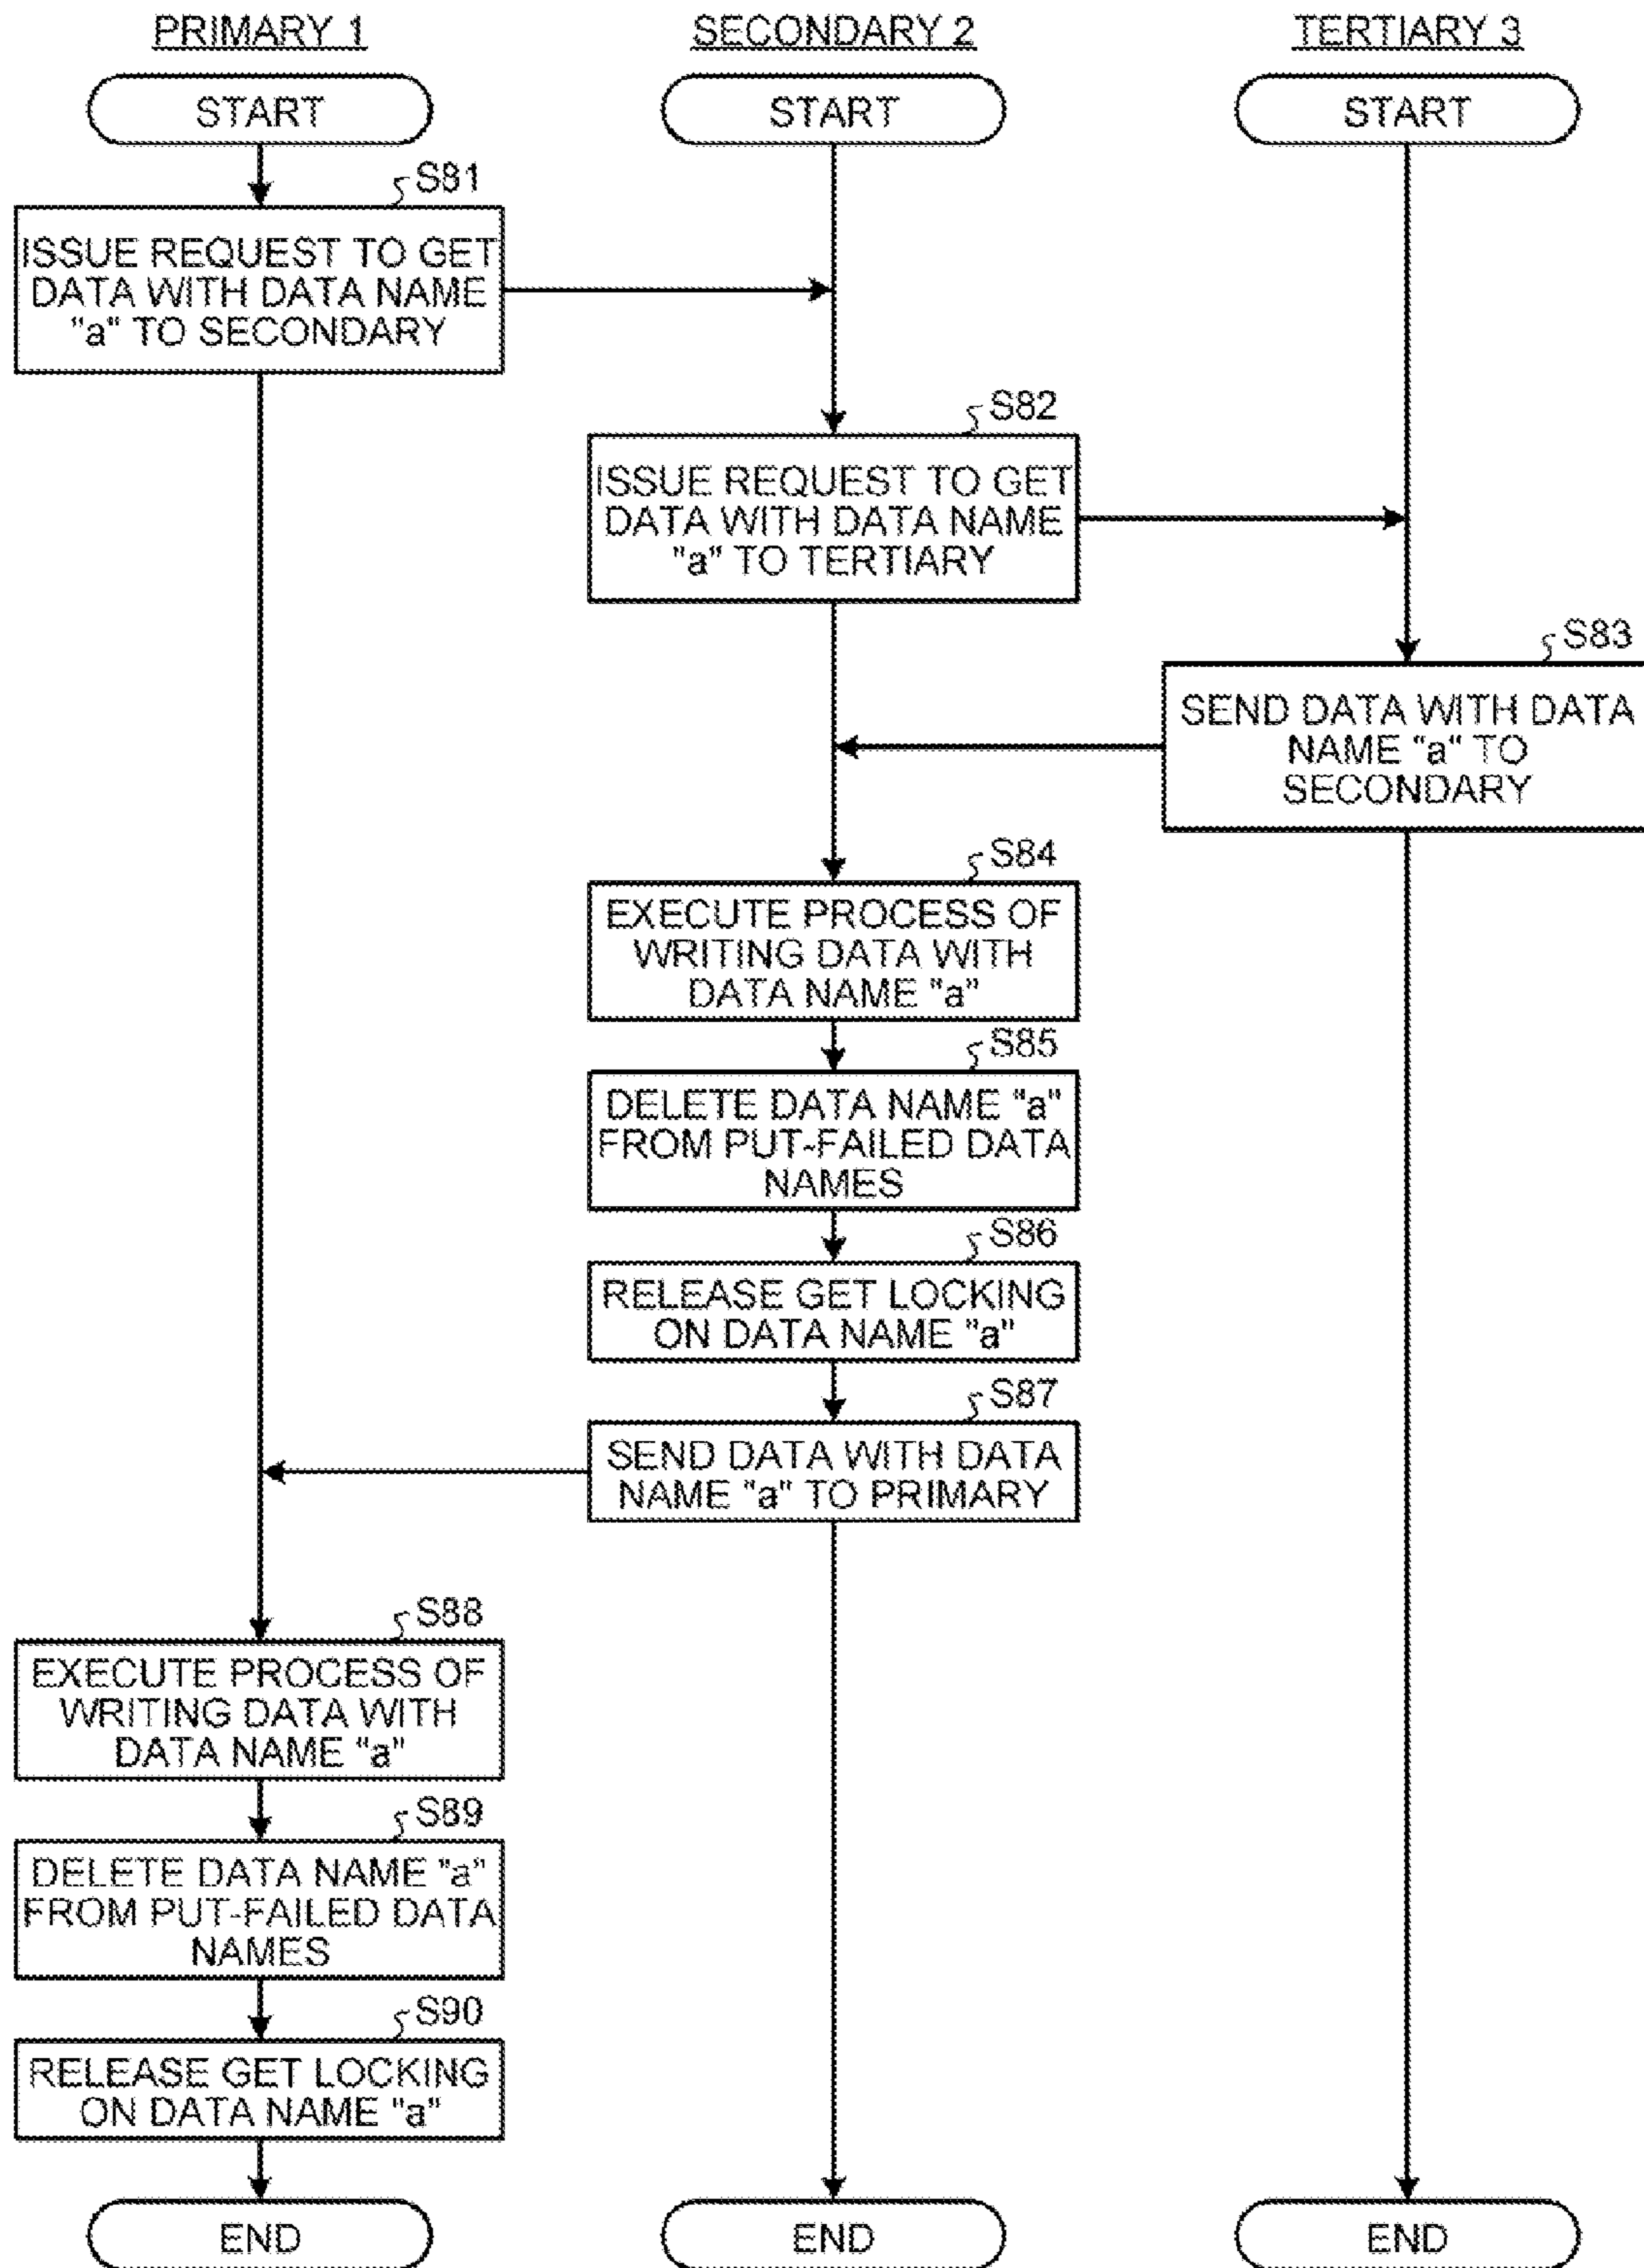 PRIMARY 1
SECONDARY 2
TERTIARY 3
START
START
START
S81
ISSUE REQUEST TO GET
DATA WITH DATA NAME
"a" TO SECONDARY
S82
ISSUE REQUEST TO GET
DATA WITH DATA NAME
"a" TO TERTIARY
S83
SEND DATA WITH DATA
NAME "a" TO
SECONDARY
S84
EXECUTE PROCESS OF
WRITING DATA WITH
DATA NAME "a"
S85
DELETE DATA NAME "a"
FROM PUT-FAILED DATA
NAMES
S86
RELEASE GET LOCKING
ON DATA NAME "a"
S87
SEND DATA WITH DATA
NAME "a" TO PRIMARY
S88
EXECUTE PROCESS OF
WRITING DATA WITH
DATA NAME "a"
S89
DELETE DATA NAME "a"
FROM PUT-FAILED DATA
NAMES
S90
RELEASE GET LOCKING
ON DATA NAME "a"
END
END
END